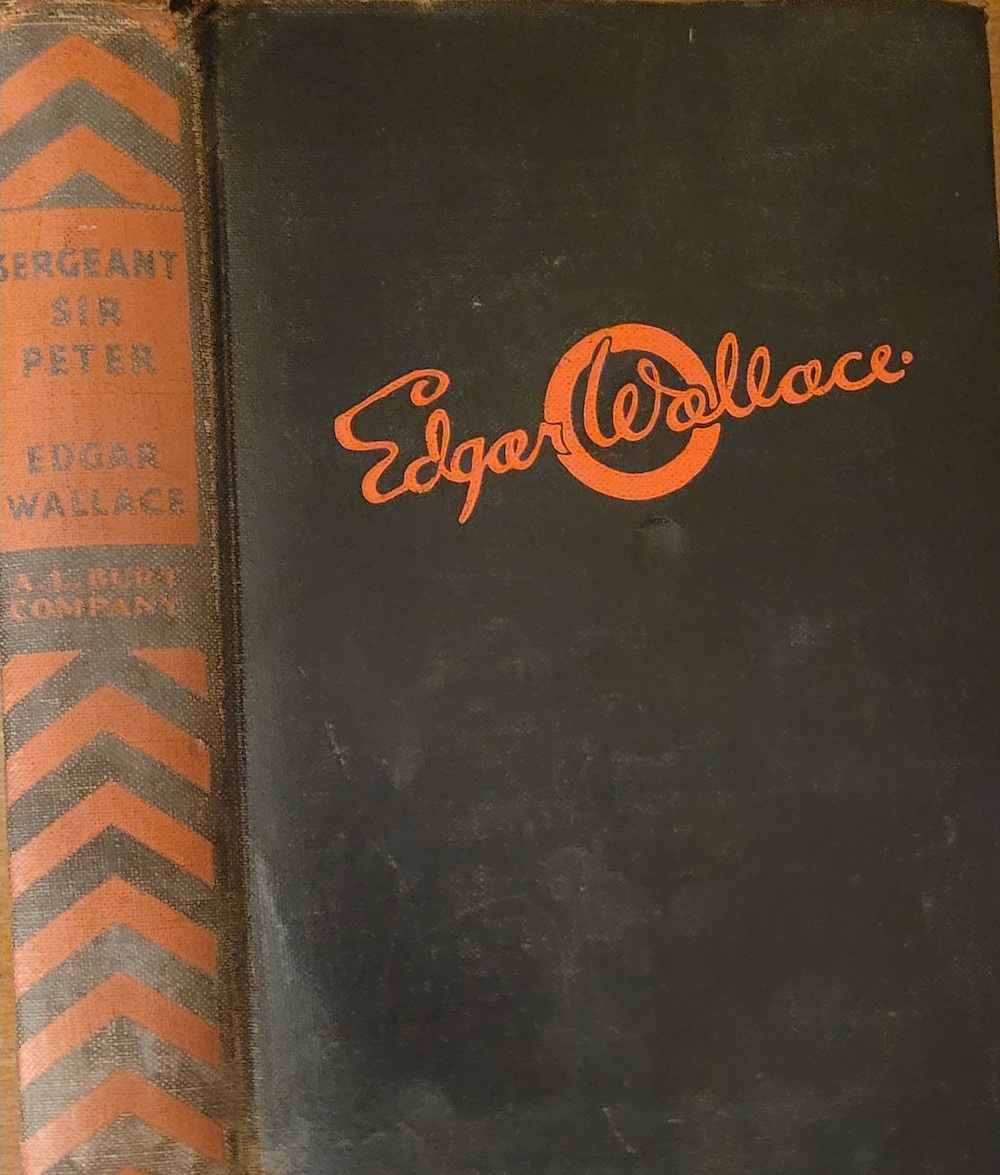 SERGEANT
SIR
PETER
EDGAR
WALLACE
A. L. BURT
COMPANY
Edgar Wallace.